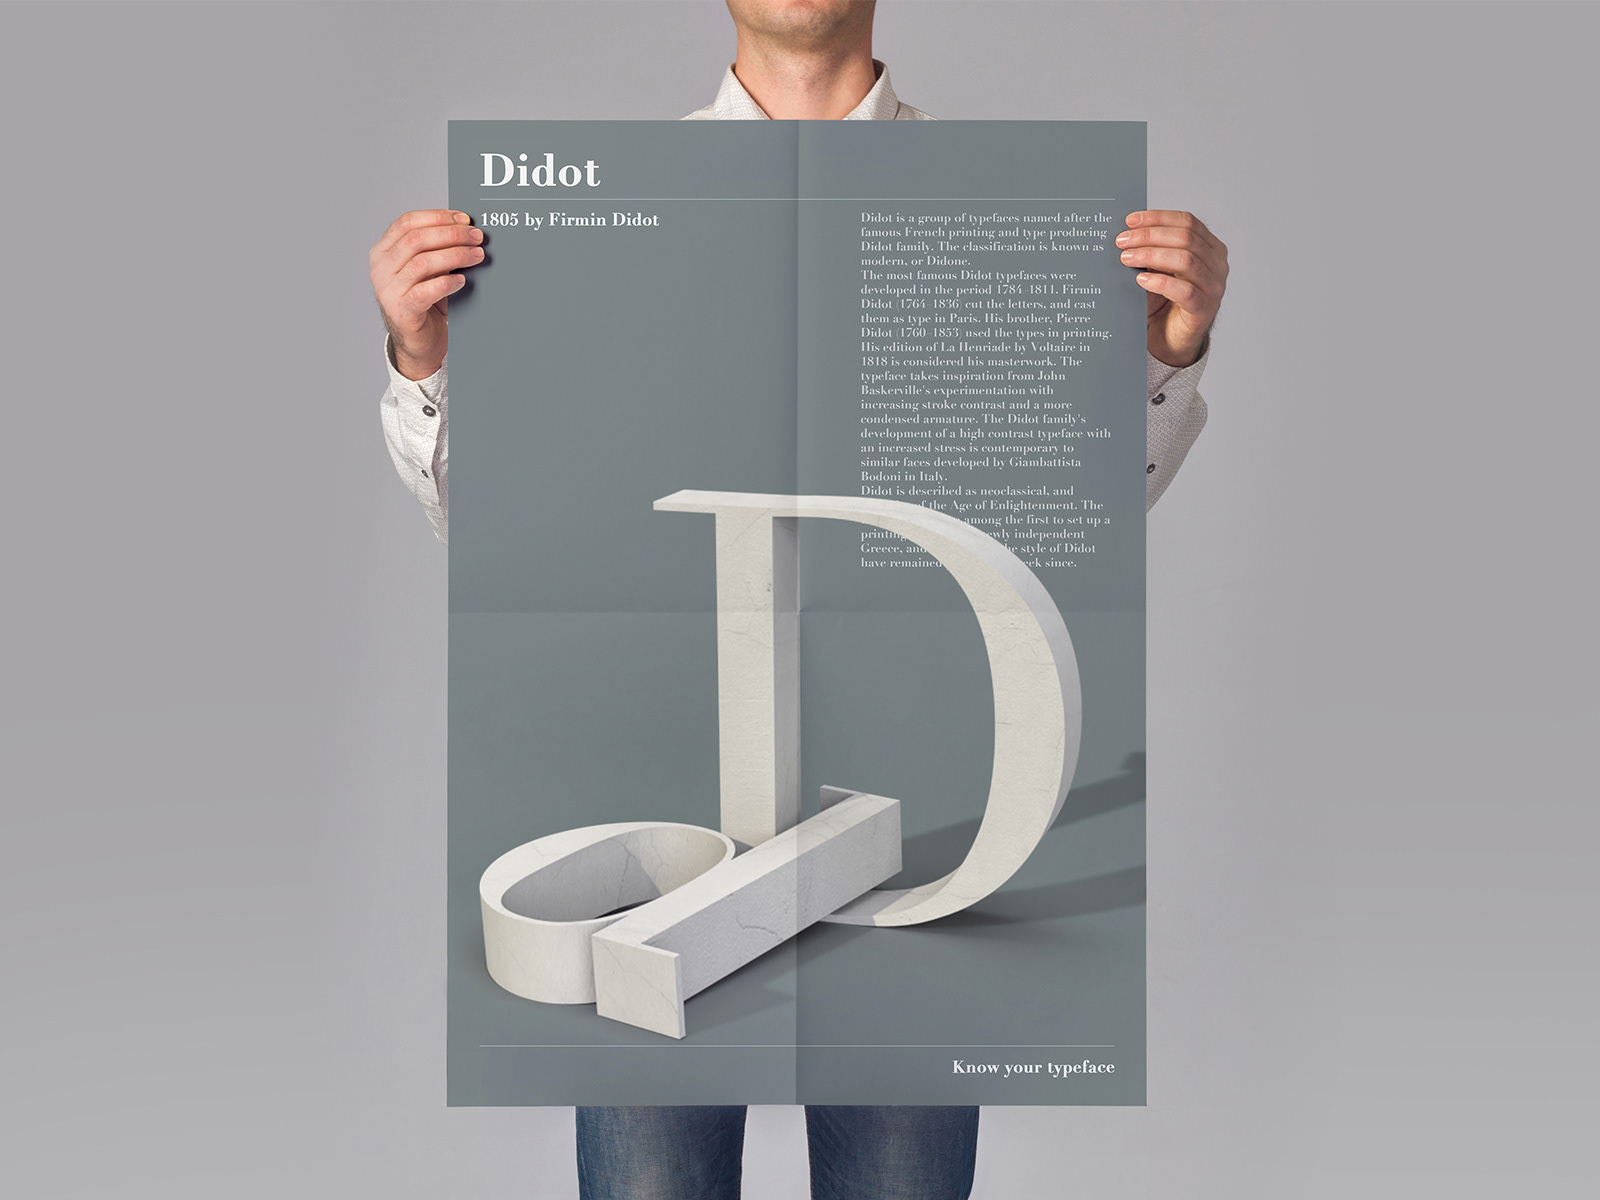 Didot
1805 by Firmin Didot
Didot is a group of typefaces named after the
famous French printing and type producing
Didot family. The classification is known as
modern, or Didone.
The most famous Didot typefaces were
developed in the period 1784–1811. Firmin
Didot (1764–1836) cut the letters, and cast
them as type in Paris. His brother, Pierre
Didot (1760–1853) used the types in printing.
His edition of La Henriade by Voltaire in
1818 is considered his masterwork. The
typeface takes inspiration from John
Baskerville's experimentation with
increasing stroke contrast and a more
condensed armature. The Didot family's
development of a high contrast typeface with
an increased stress is contemporary to
similar faces developed by Giambattista
Bodoni in Italy.
Didot is described as neoclassical, and
of the Age of Enlightenment. The
among the first to set up a
independent
Greece, style of Didot
have remained since.
Know your typeface